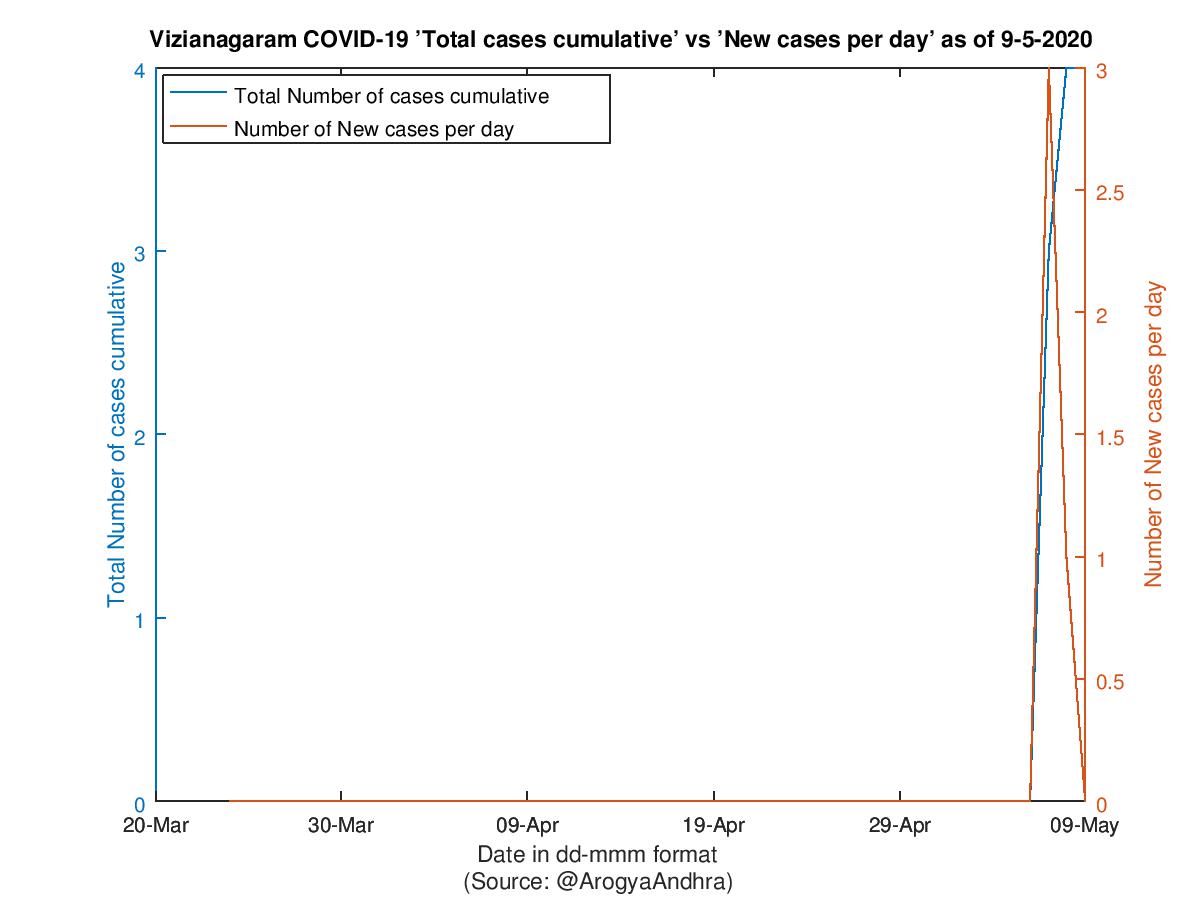 Vizianagaram COVID-19 ’Total cases cumulative’ vs ’New cases per day’ as of 9-5-2020
Total Number of cases cumulative
Number of New cases per day
Total Number of cases cumulative
4
3
2
1
0
3
2.5
2
1.5
1
0.5
0
Number of New cases per day
20-Mar 30-Mar 09-Apr 19-Apr 29-Apr 09-May
Date in dd-mmm format
(Source: @ArogyaAndhra)